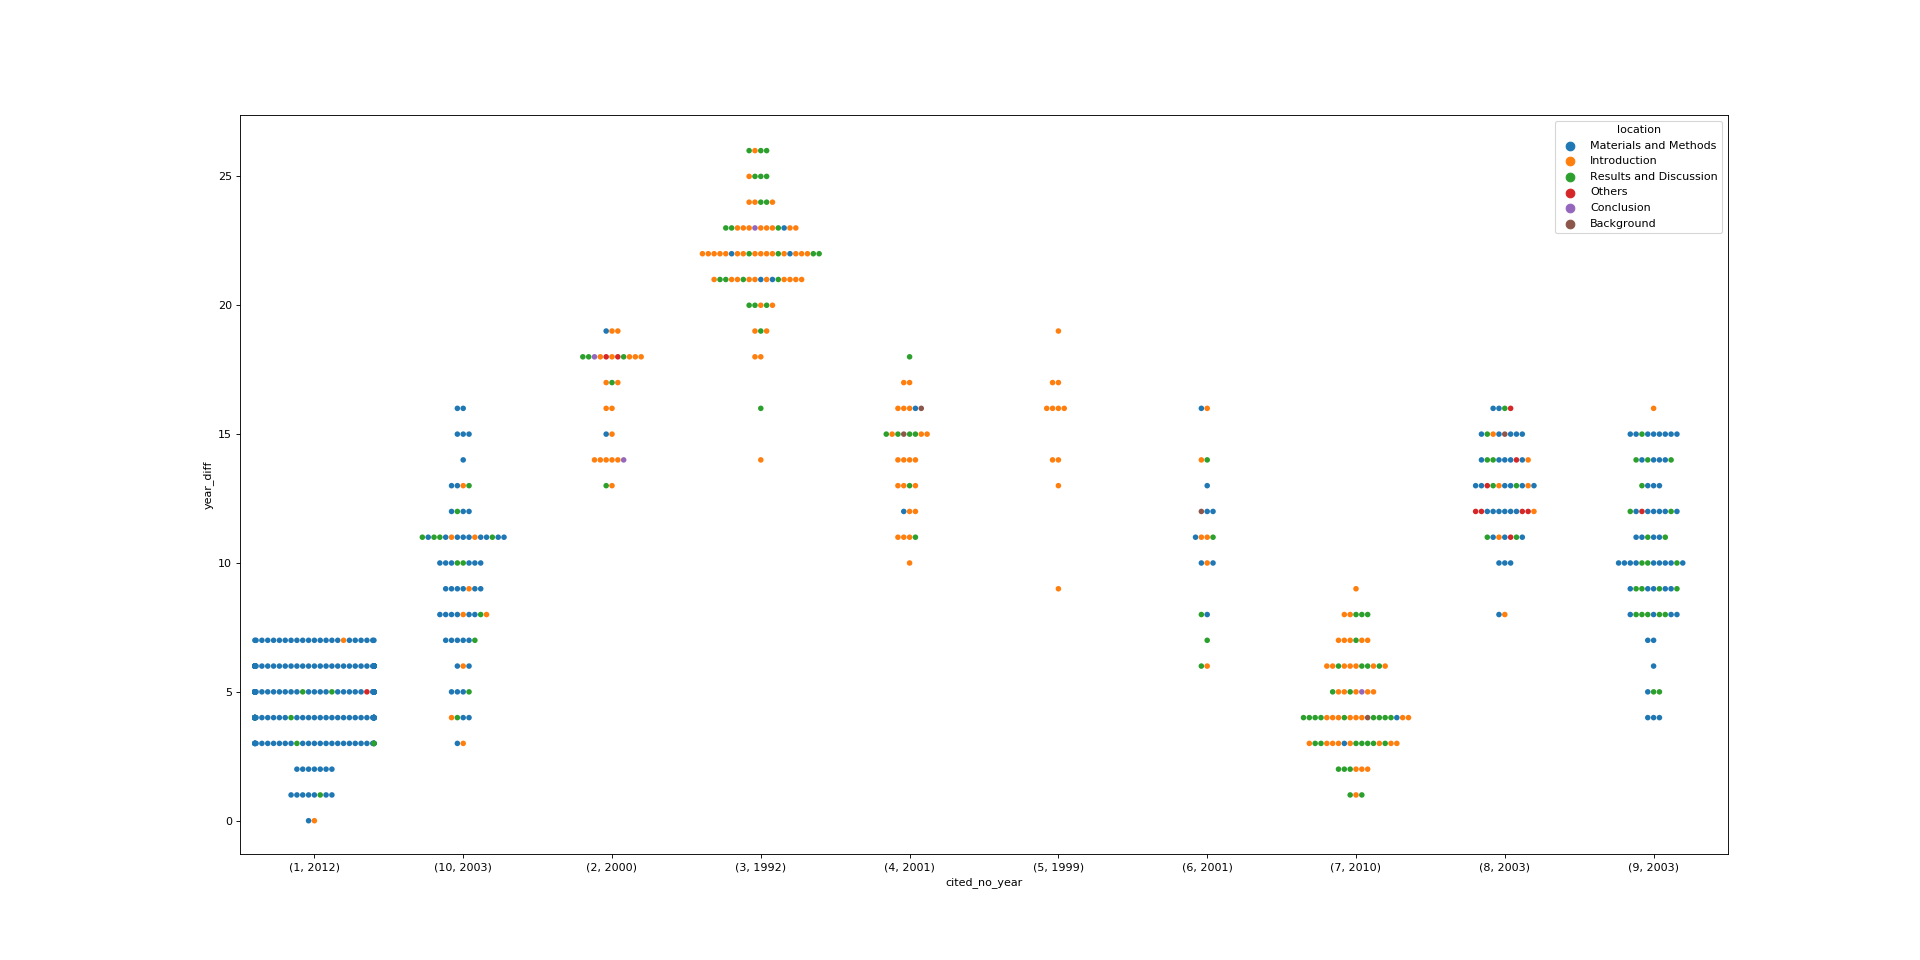 location
Materials and Methods
Introduction
Results and Discussion
Others
Conclusion
Background
year_diff
25
20
15
10
5
0
(1, 2012) (10, 2003) (2, 2000) (3, 1992) (4, 2001) (5, 1999) (6, 2001) (7, 2010) (8, 2003) (9, 2003)
cited_no_year